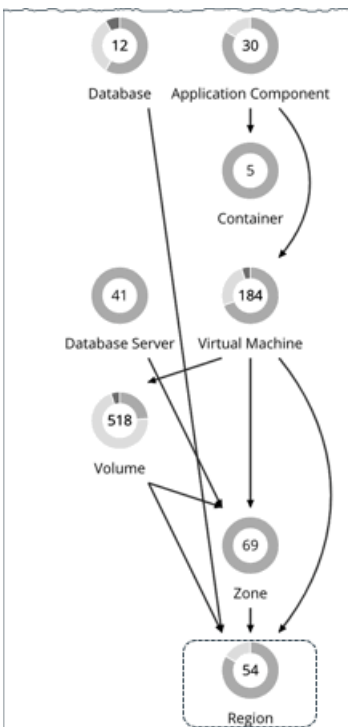 12
Database
30
Application Component
5
Container
41
Database Server
184
Virtual Machine
518
Volume
69
Zone
54
Region